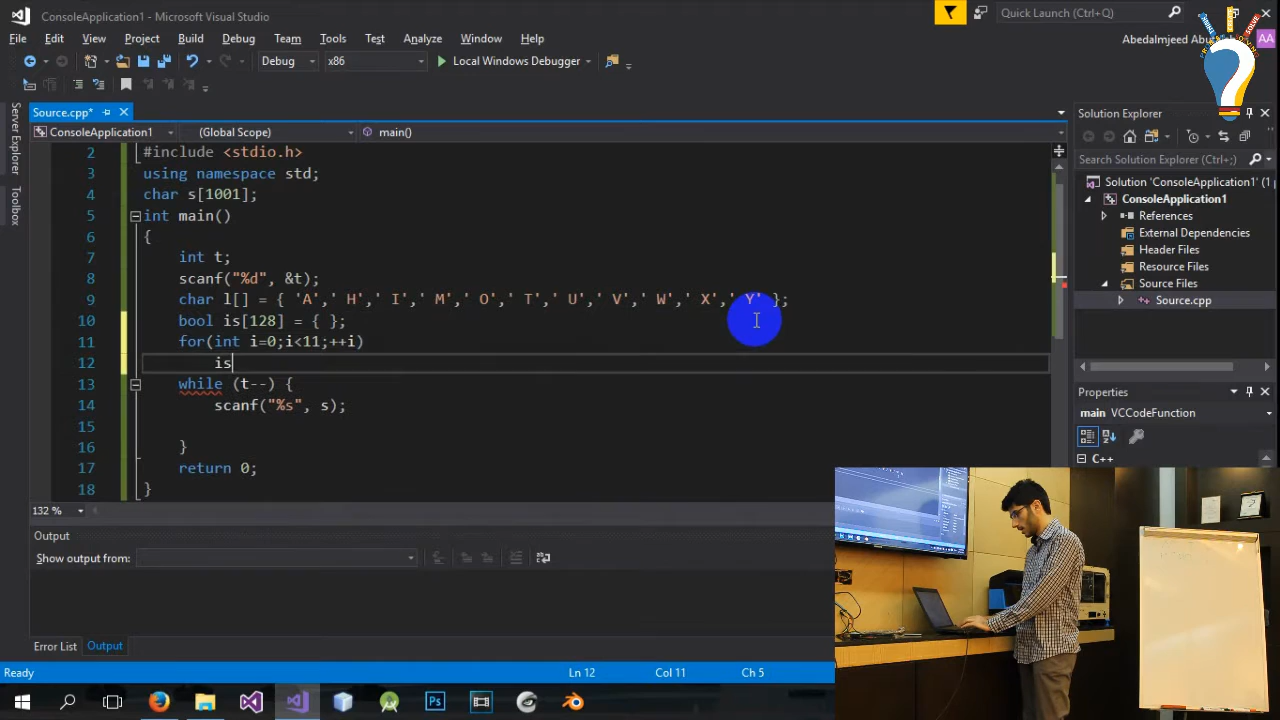 ConsoleApplication1 - Microsoft Visual Studio
Quick Launch (Ctrl+Q)
File Edit View Project Build Debug Team Tools Test Analyze Window Help
Abedalmjeed Abu
AA
Debug x86 Local Windows Debugger
Server Explorer
Toolbox
Source.cpp*
ConsoleApplication1 (Global Scope) main()
2 #include <stdio.h>
3 using namespace std;
4 char s[1001];
5 int main()
6 {
7 int t;
8 scanf("%d", &t);
9 char l[] = { 'A',' H',' I',' M',' O',' T',' U',' V',' W',' X',' Y' };
10 bool is[128] = { };
11 for(int i=0;i<11;++i)
12 is
13 while (t--) {
14 scanf("%s", s);
15
16 }
17 return 0;
18 }
132 %
Output
Show output from:
Error List Output
Solution Explorer
Search Solution Explorer (Ctrl+;)
Solution 'ConsoleApplication1' (1
ConsoleApplication1
References
External Dependencies
Header Files
Resource Files
Source Files
Source.cpp
Properties
main VCCodeFunction
C++
Ready Ln 12 Col 11 Ch 5
Ps
SOLVE